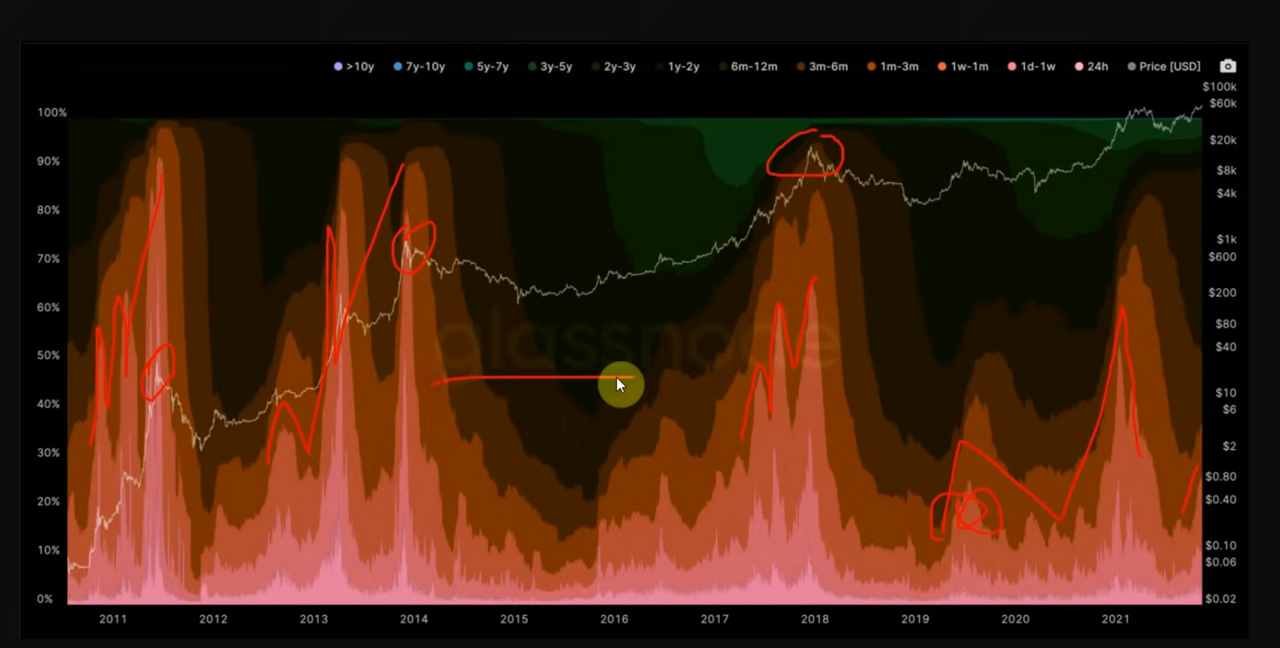 >10y 7y-10y 5y-7y 3y-5y 2y-3y 1y-2y 6m-12m 3m-6m 1m-3m 1w-1m 1d-1w 24h Price [USD]
$100k
100% $60k
$20k
90% $8k
80% $4k
$1k
70% $600
60% $200
glassnode
$80
50% $40
40% $10
$6
30% $2
$0.80
20% $0.40
10% $0.10
$0.06
0% $0.02
2011 2012 2013 2014 2015 2016 2017 2018 2019 2020 2021